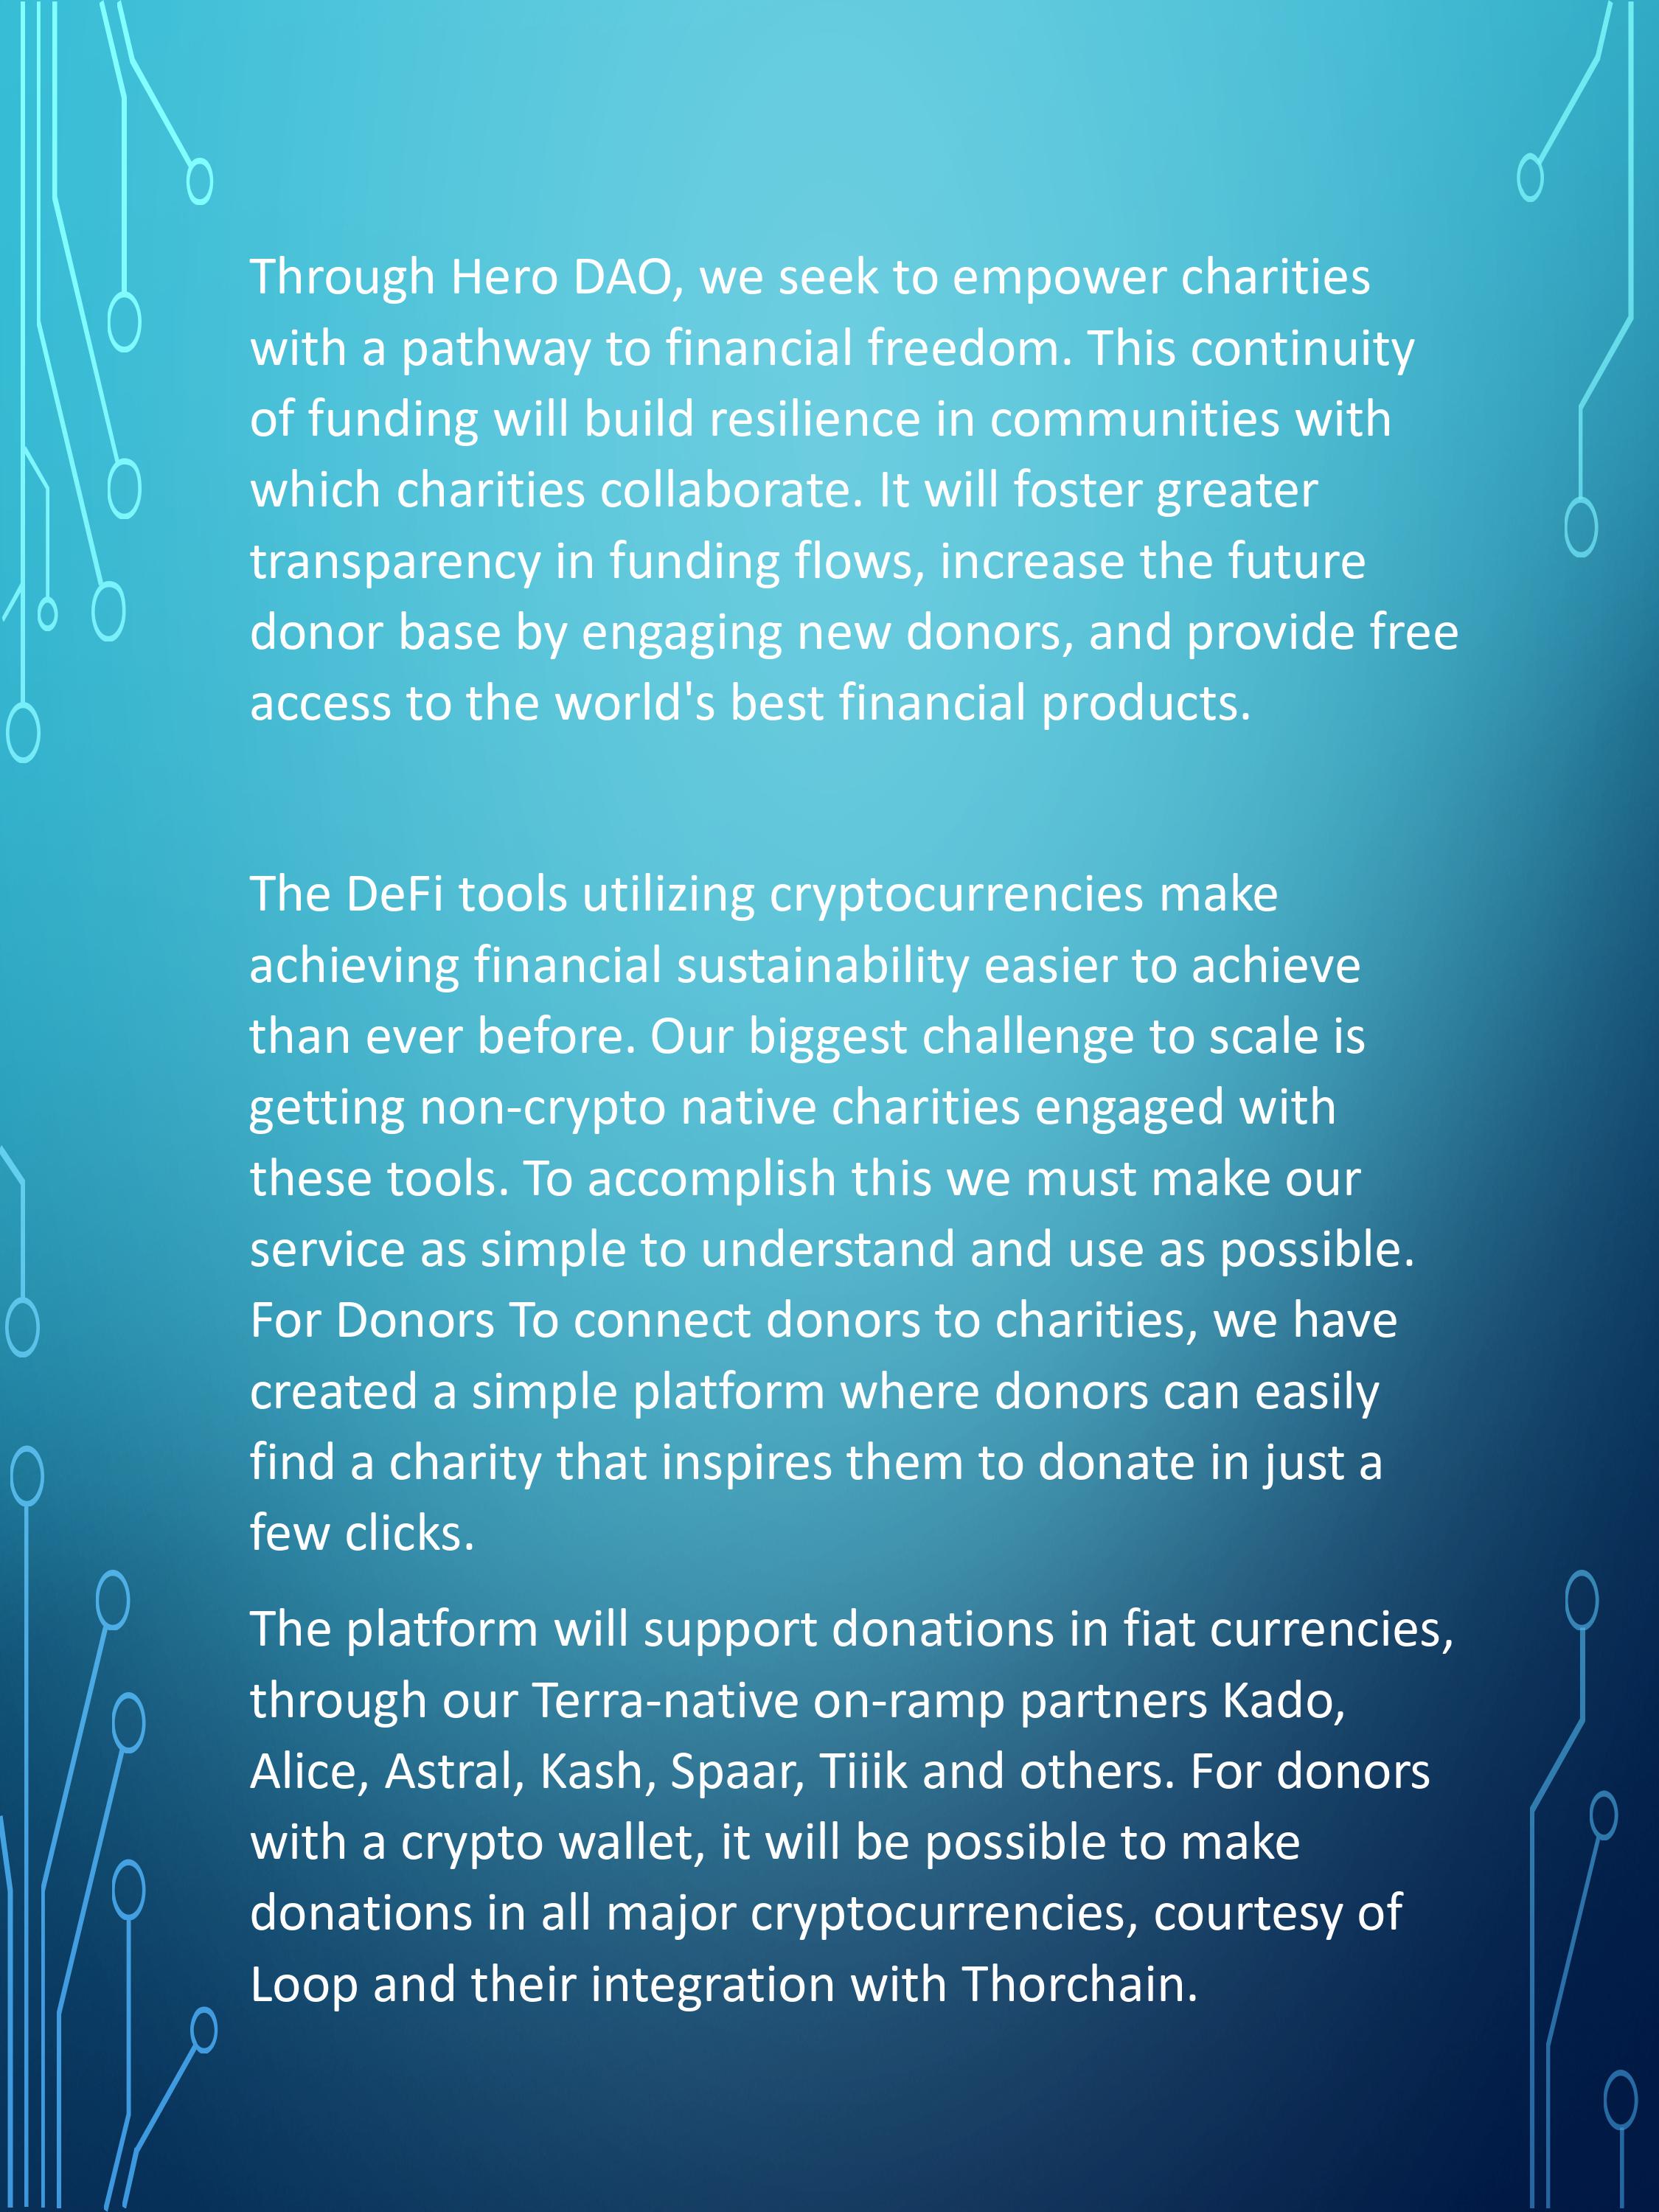 Through Hero DAO, we seek to empower charities
with a pathway to financial freedom. This continuity
of funding will build resilience in communities with
which charities collaborate. It will foster greater
transparency in funding flows, increase the future
donor base by engaging new donors, and provide free
access to the world's best financial products.
The DeFi tools utilizing cryptocurrencies make
achieving financial sustainability easier to achieve
than ever before. Our biggest challenge to scale is
getting non-crypto native charities engaged with
these tools. To accomplish this we must make our
service as simple to understand and use as possible.
For Donors To connect donors to charities, we have
created a simple platform where donors can easily
find a charity that inspires them to donate in just a
few clicks.
The platform will support donations in fiat currencies,
through our Terra-native on-ramp partners Kado,
Alice, Astral, Kash, Spaar, Tiiik and others. For donors
with a crypto wallet, it will be possible to make
donations in all major cryptocurrencies, courtesy of
Loop and their integration with Thorchain.